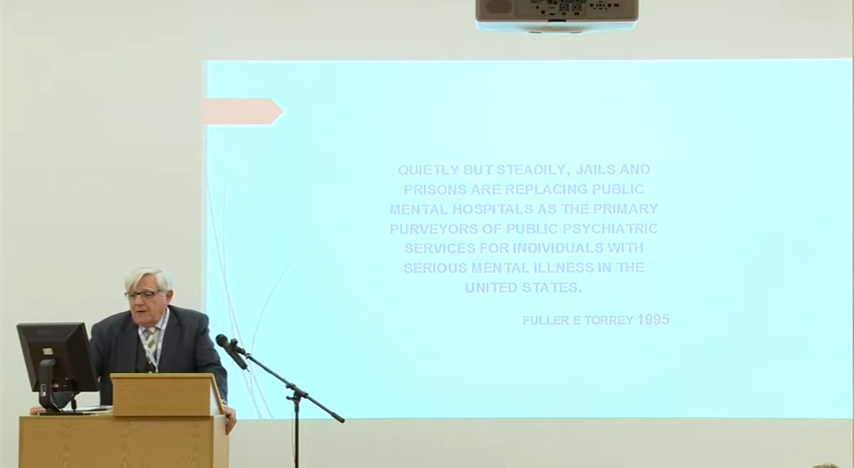 QUIETLY BUT STEADILY, JAILS AND
PRISONS ARE REPLACING PUBLIC
MENTAL HOSPITALS AS THE PRIMARY
PURVEYORS OF PUBLIC PSYCHIATRIC
SERVICES FOR INDIVIDUALS WITH
SERIOUS MENTAL ILLNESS IN THE
UNITED STATES.
FULLER E TORREY 1995